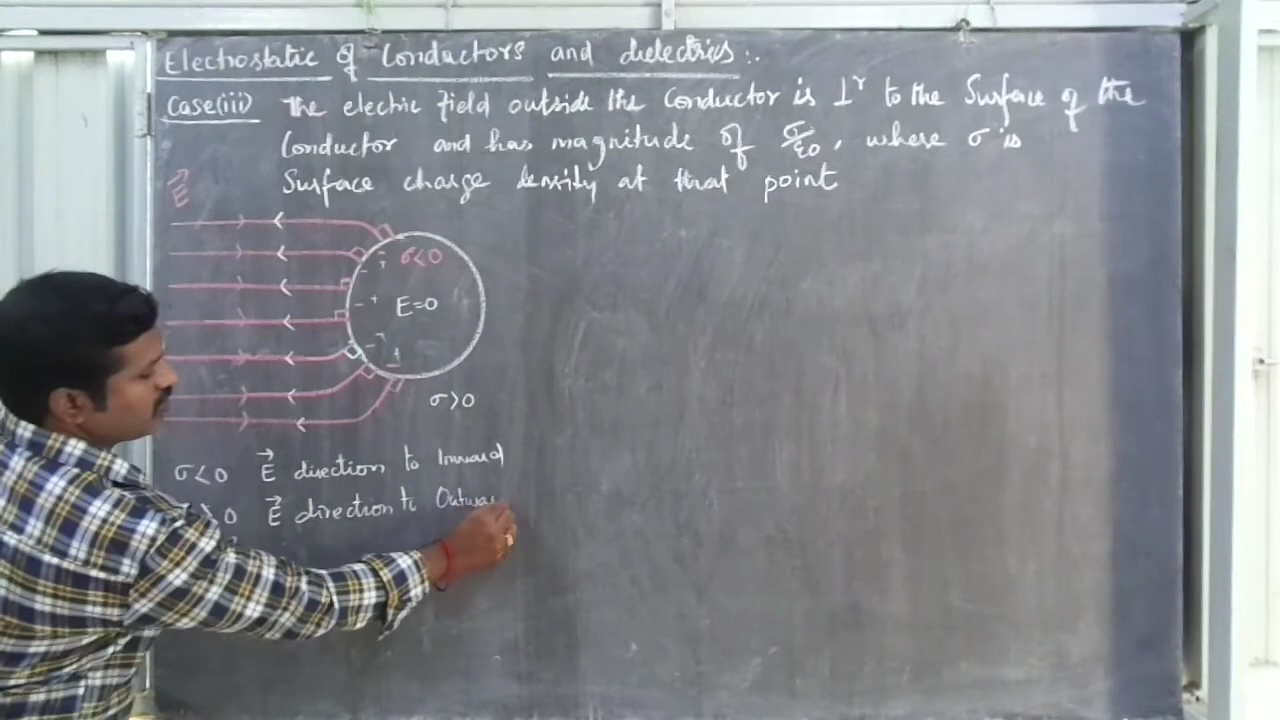 Electrostatic of Conductors and dielectrics :.
Case(iii) The electric field outside the Conductor is ⊥r to the Surface of the
Conductor and has magnitude of σ/ε0, where σ is
Surface charge density at that point
E⃗
σ<0
E=0
σ>0
σ<0 E⃗ direction to Inward
>0 E⃗ direction to Outwa